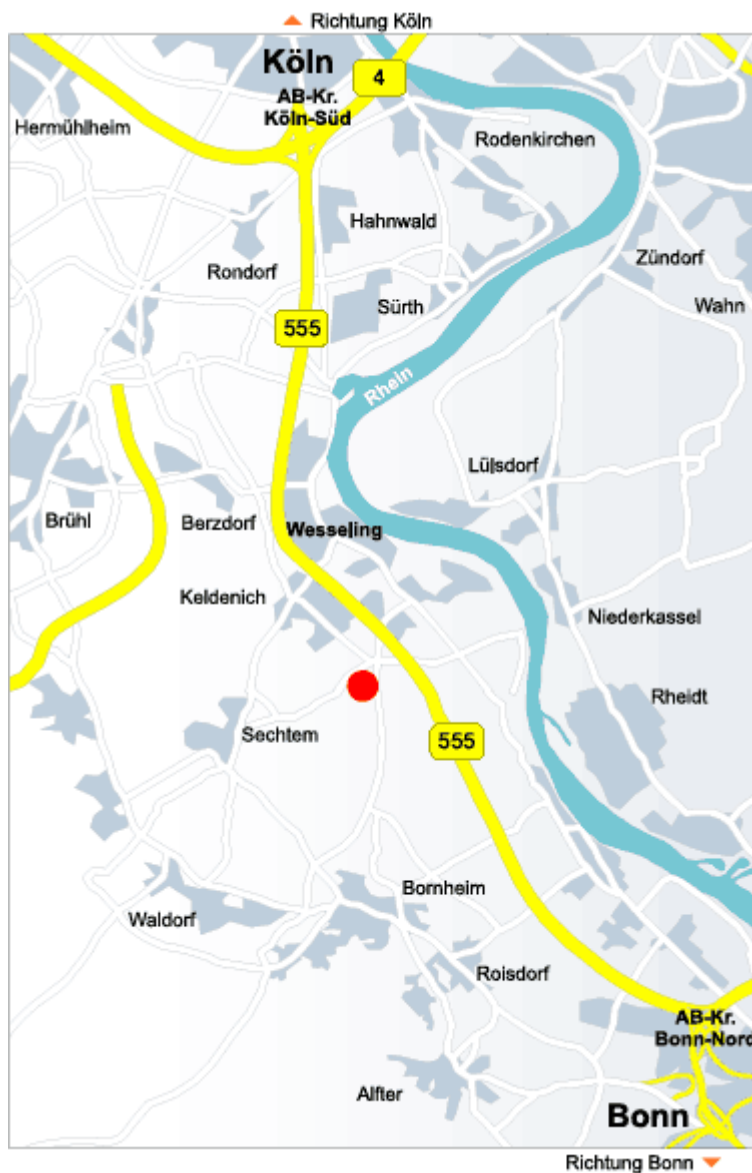 Richtung Köln
Köln
4
AB-Kr.
Köln-Süd
Hermühlheim
Rodenkirchen
Hahnwald
Zündorf
Rondorf
Wahn
Sürth
555
Rhein
Lülsdorf
Brühl
Berzdorf
Wesseling
Keldenich
Niederkassel
Rheidt
Sechtem
555
Bornheim
Waldorf
Roisdorf
AB-Kr.
Bonn-Nord
Alfter
Bonn
Richtung Bonn